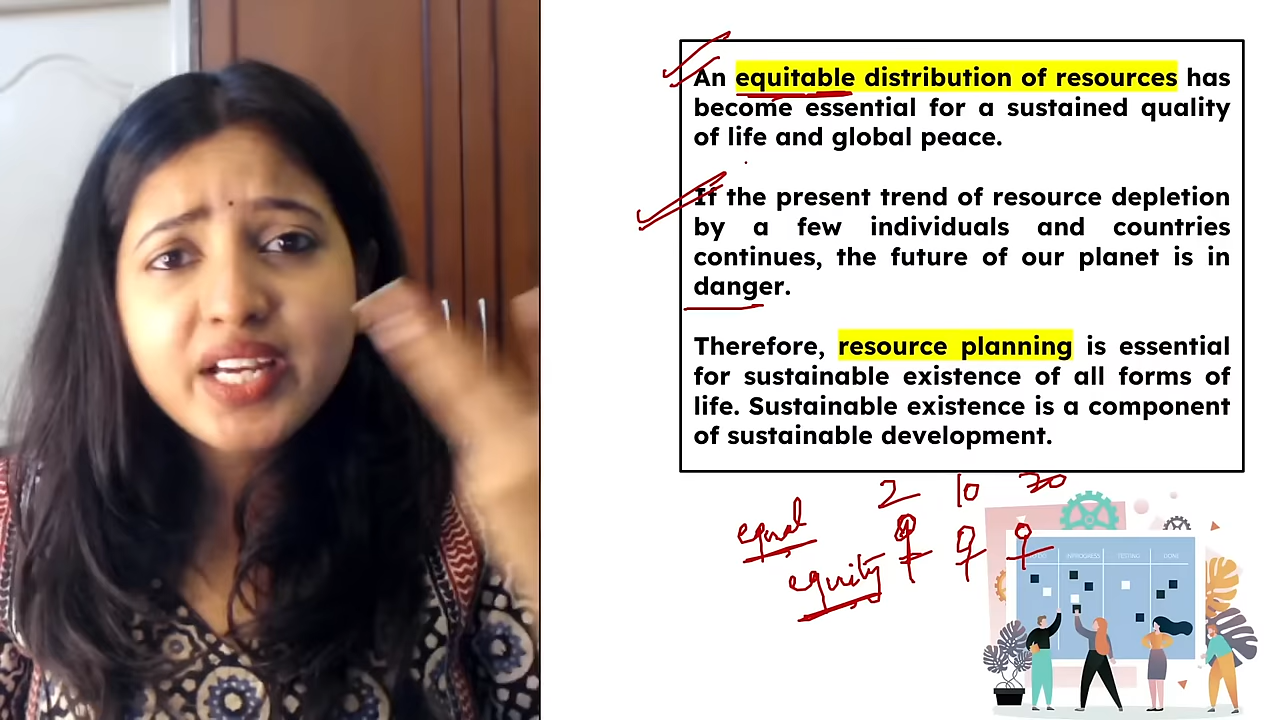 An equitable distribution of resources has
become essential for a sustained quality
of life and global peace.
If the present trend of resource depletion
by a few individuals and countries
continues, the future of our planet is in
danger.
Therefore, resource planning is essential
for sustainable existence of all forms of
life. Sustainable existence is a component
of sustainable development.
2 10
equal
equity
INPROGRESS TESTING DONE